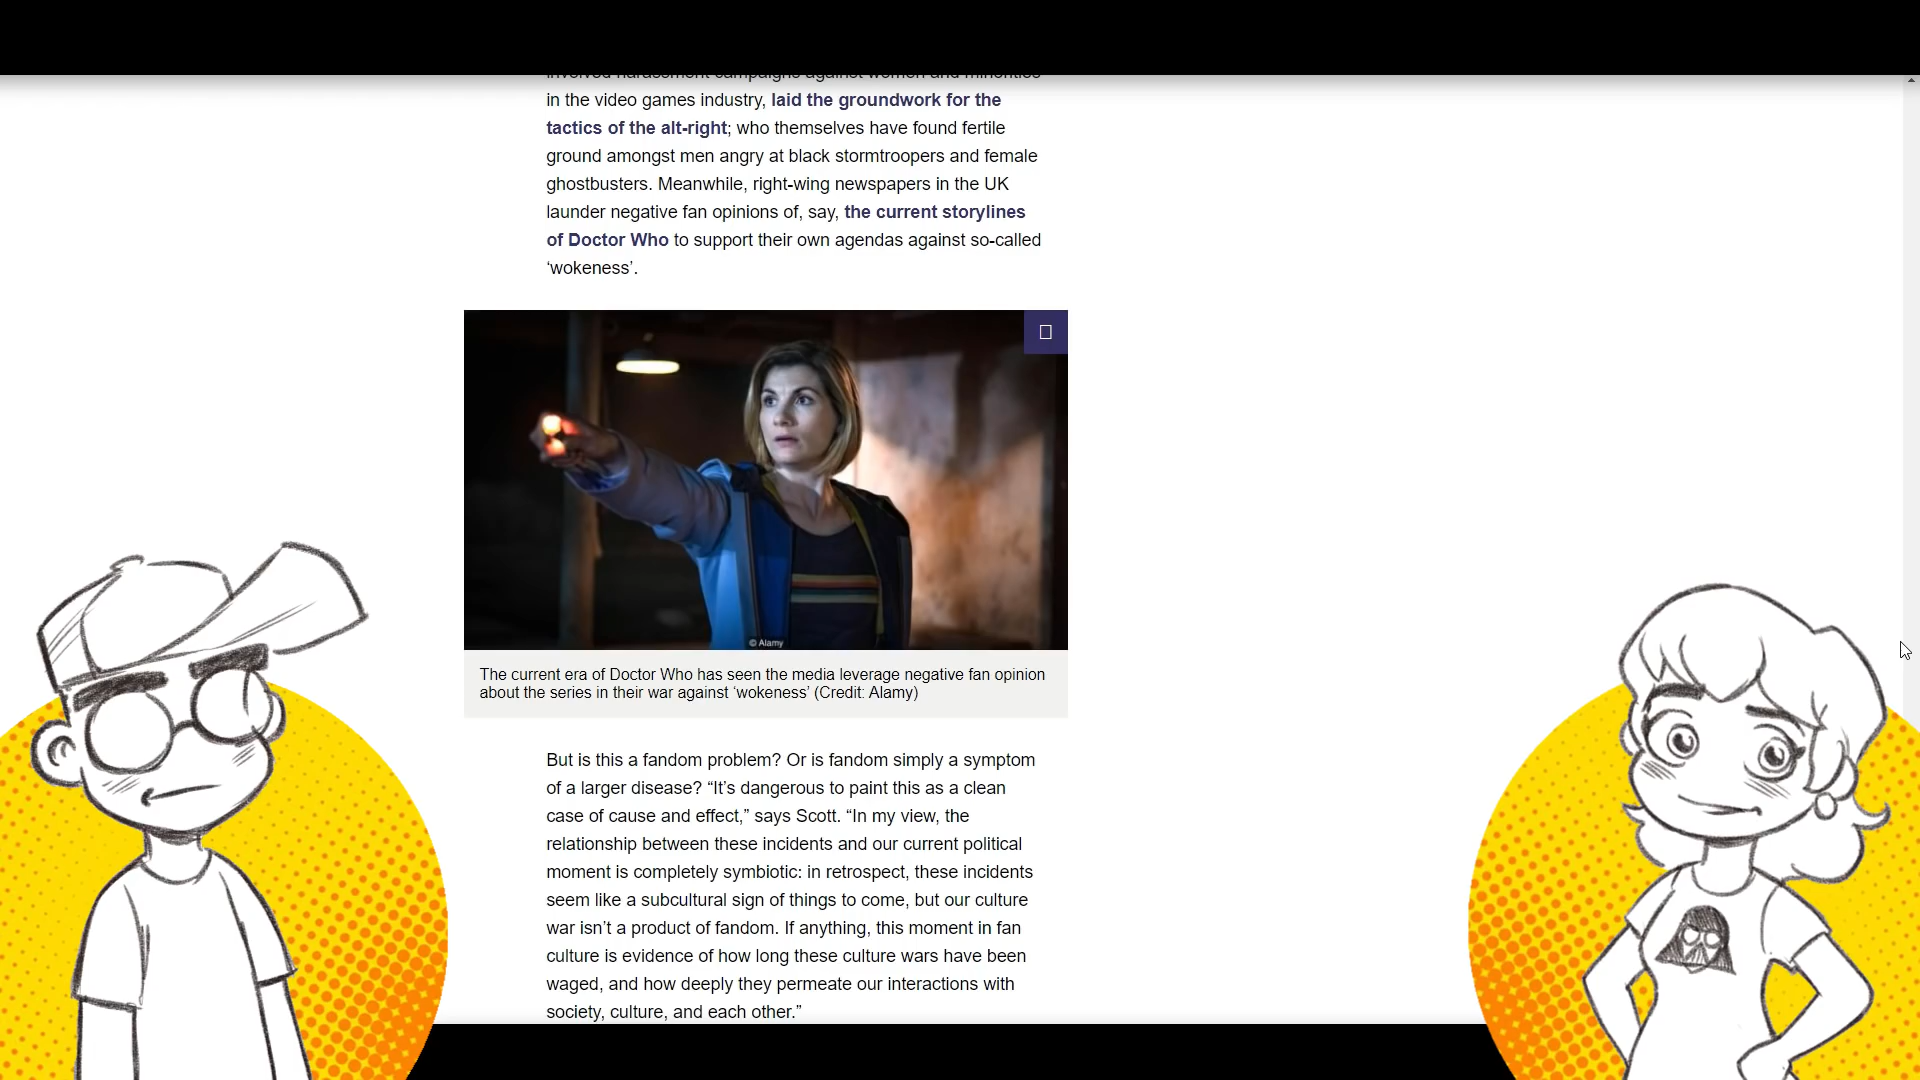 involved harassment campaigns against women and minorities
in the video games industry, laid the groundwork for the
tactics of the alt-right; who themselves have found fertile
ground amongst men angry at black stormtroopers and female
ghostbusters. Meanwhile, right-wing newspapers in the UK
launder negative fan opinions of, say, the current storylines
of Doctor Who to support their own agendas against so-called
‘wokeness’.
© Alamy
The current era of Doctor Who has seen the media leverage negative fan opinion
about the series in their war against ‘wokeness’ (Credit: Alamy)
But is this a fandom problem? Or is fandom simply a symptom
of a larger disease? “It’s dangerous to paint this as a clean
case of cause and effect,” says Scott. “In my view, the
relationship between these incidents and our current political
moment is completely symbiotic: in retrospect, these incidents
seem like a subcultural sign of things to come, but our culture
war isn’t a product of fandom. If anything, this moment in fan
culture is evidence of how long these culture wars have been
waged, and how deeply they permeate our interactions with
society, culture, and each other.”